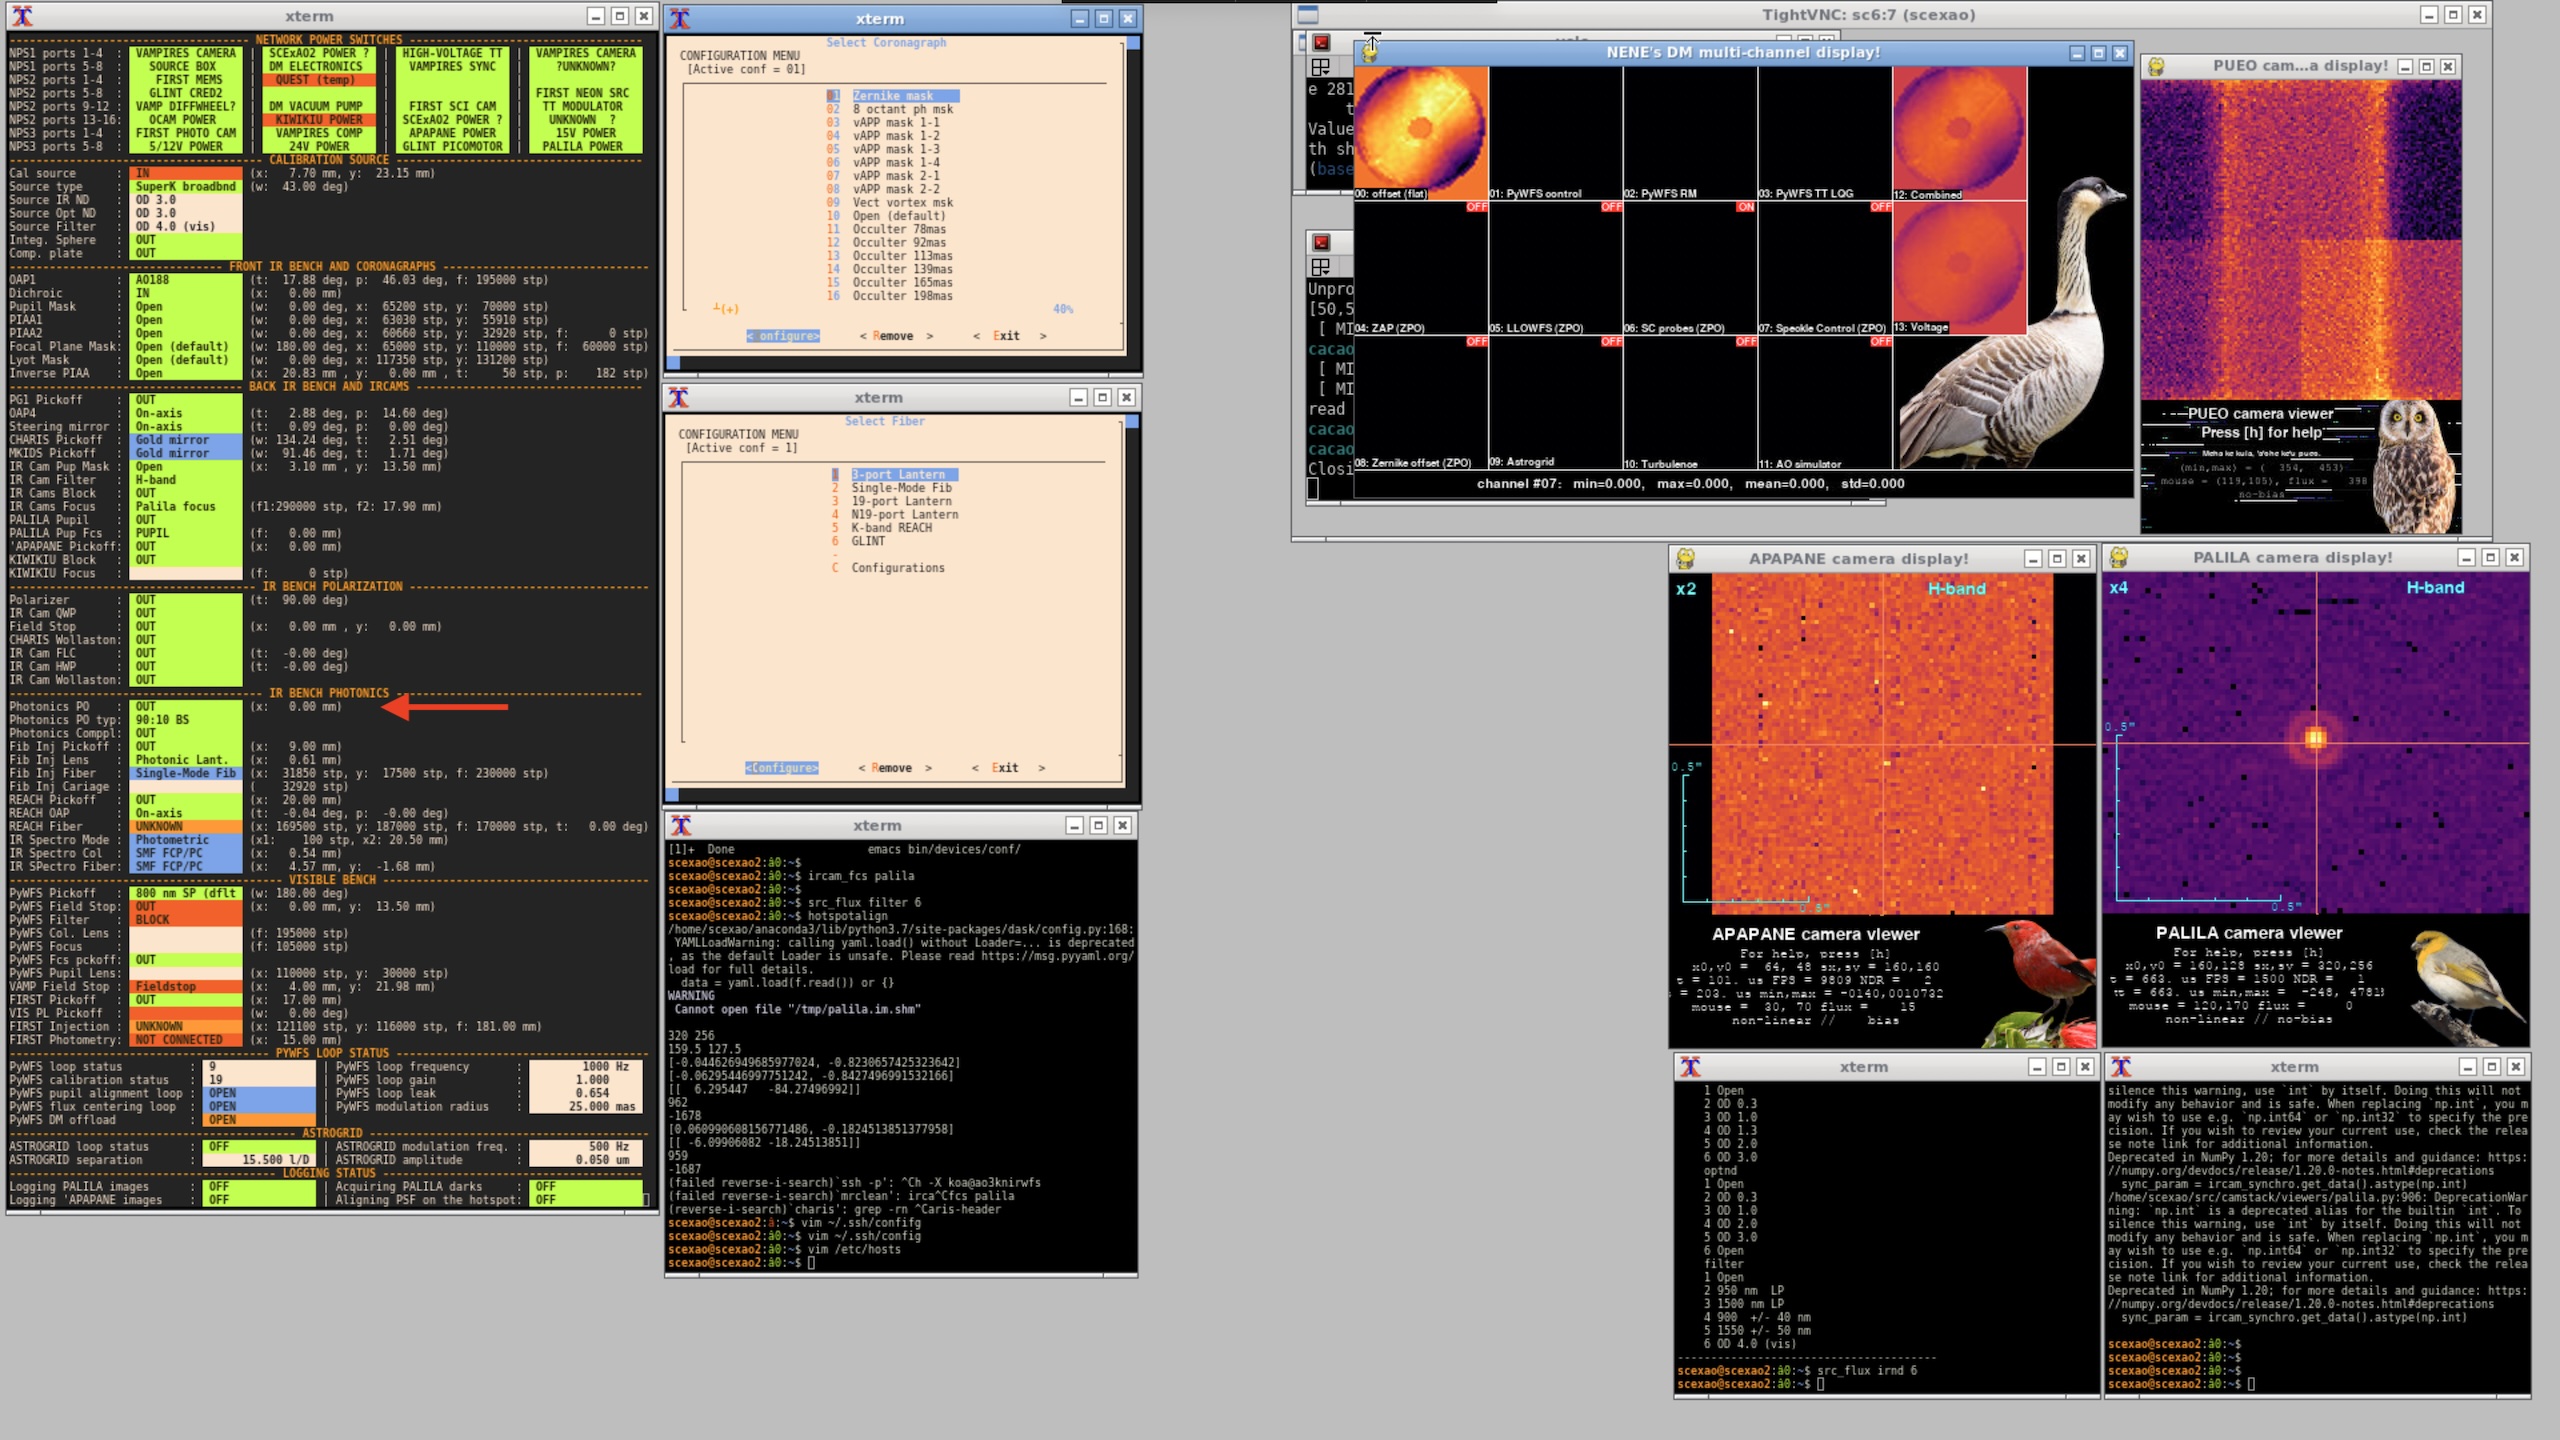 xterm
NETWORK POWER SWITCHES
NPS1 ports 1-4 : VAMPIRES CAMERA | SCExAO2 POWER ? | HIGH-VOLTAGE TT | VAMPIRES CAMERA
NPS1 ports 5-8 : SOURCE BOX | DM ELECTRONICS | VAMPIRES SYNC | ?UNKNOWN?
NPS2 ports 1-4 : FIRST MEMS | QUEST (temp) |
NPS2 ports 5-8 : GLINT CRED2 | | | FIRST NEON SRC
NPS2 ports 9-12 : VAMP DIFFWHEEL? | DM VACUUM PUMP | FIRST SCI CAM | TT MODULATOR
NPS2 ports 13-16: OCAM POWER | KIWIKIU POWER | SCExAO2 POWER ? | UNKNOWN ?
NPS3 ports 1-4 : FIRST PHOTO CAM | VAMPIRES COMP | APAPANE POWER | 15V POWER
NPS3 ports 5-8 : 5/12V POWER | 24V POWER | GLINT PICOMOTOR | PALILA POWER
CALIBRATION SOURCE
Cal source : IN (x: 7.70 mm, y: 23.15 mm)
Source type : SuperK broadbnd (w: 43.00 deg)
Source IR ND : OD 3.0
Source Opt ND : OD 3.0
Source Filter : OD 4.0 (vis)
Integ. Sphere : OUT
Comp. plate : OUT
FRONT IR BENCH AND CORONAGRAPHS
OAP1 : AO188 (t: 17.88 deg, p: 46.03 deg, f: 195000 stp)
Dichroic : IN (x: 0.00 mm)
Pupil Mask : Open (w: 0.00 deg, x: 65200 stp, y: 70000 stp)
PIAA1 : Open (w: 0.00 deg, x: 63030 stp, y: 55910 stp)
PIAA2 : Open (w: 0.00 deg, x: 60660 stp, y: 32920 stp, f: 0 stp)
Focal Plane Mask: Open (default) (w: 180.00 deg, x: 65000 stp, y: 110000 stp, f: 60000 stp)
Lyot Mask : Open (default) (w: 0.00 deg, x: 117350 stp, y: 131200 stp)
Inverse PIAA : Open (x: 20.83 mm, y: 0.00 mm , t: 50 stp, p: 182 stp)
BACK IR BENCH AND IRCAMS
PG1 Pickoff : OUT
OAP4 : On-axis (t: 2.88 deg, p: 14.60 deg)
Steering mirror : On-axis (t: 0.09 deg, p: 0.00 deg)
CHARIS Pickoff : Gold mirror (w: 134.24 deg, t: 2.51 deg)
MKIDS Pickoff : Gold mirror (w: 91.46 deg, t: 1.71 deg)
IR Cam Pup Mask : Open (x: 3.10 mm , y: 13.50 mm)
IR Cam Filter : H-band
IR Cams Block : OUT
IR Cams Focus : Palila focus (f1:290000 stp, f2: 17.90 mm)
PALILA Pupil : OUT
PALILA Pup Fcs : PUPIL (f: 0.00 mm)
'APAPANE Pickoff: OUT (x: 0.00 mm)
KIWIKIU Block : OUT
KIWIKIU Focus : (f: 0 stp)
IR BENCH POLARIZATION
Polarizer : OUT (t: 90.00 deg)
IR Cam QWP : OUT
Field Stop : OUT (x: 0.00 mm , y: 0.00 mm)
CHARIS Wollaston: OUT
IR Cam FLC : OUT (t: -0.00 deg)
IR Cam HWP : OUT (t: -0.00 deg)
IR Cam Wollaston: OUT
IR BENCH PHOTONICS
Photonics PO : OUT (x: 0.00 mm)
Photonics PO typ: 90:10 BS
Photonics Comppl: OUT
Fib Inj Pickoff : OUT (x: 9.00 mm)
Fib Inj Lens : Photonic Lant. (x: 0.61 mm)
Fib Inj Fiber : Single-Mode Fib (x: 31850 stp, y: 17500 stp, f: 230000 stp)
Fib Inj Cariage : ( 32920 stp)
REACH Pickoff : OUT (x: 20.00 mm)
REACH OAP : On-axis (t: -0.04 deg, p: -0.00 deg)
REACH Fiber : UNKNOWN (x: 169500 stp, y: 187000 stp, f: 170000 stp, t: 0.00 deg)
IR Spectro Mode : Photometric (x1: 100 stp, x2: 20.50 mm)
IR Spectro Col : SMF FCP/PC (x: 0.54 mm)
IR SPectro Fiber: SMF FCP/PC (x: 4.57 mm, y: -1.68 mm)
VISIBLE BENCH
PyWFS Pickoff : 800 nm SP (dflt (w: 180.00 deg)
PyWFS Field Stop: OUT (x: 0.00 mm, y: 13.50 mm)
PyWFS Filter : BLOCK
PyWFS Col. Lens : (f: 195000 stp)
PyWFS Focus : (f: 105000 stp)
PyWFS Fcs pckoff: OUT
PyWFS Pupil Lens: (x: 110000 stp, y: 30000 stp)
VAMP Field Stop : Fieldstop (x: 4.00 mm, y: 21.98 mm)
FIRST Pickoff : OUT (x: 17.00 mm)
VIS PL Pickoff : (w: 0.00 deg)
FIRST Injection : UNKNOWN (x: 121100 stp, y: 116000 stp, f: 181.00 mm)
FIRST Photometry: NOT CONNECTED (x: 15.00 mm)
PYWFS LOOP STATUS
PyWFS loop status : 9 | PyWFS loop frequency : 1000 Hz
PyWFS calibration status : 19 | PyWFS loop gain : 1.000
PyWFS pupil alignment loop : OPEN | PyWFS loop leak : 0.654
PyWFS flux centering loop : OPEN | PyWFS modulation radius : 25.000 mas
PyWFS DM offload : OPEN |
ASTROGRID
ASTROGRID loop status : OFF | ASTROGRID modulation freq. : 500 Hz
ASTROGRID separation : 15.500 l/D | ASTROGRID amplitude : 0.050 um
LOGGING STATUS
Logging PALILA images : OFF | Acquiring PALILA darks : OFF
Logging 'APAPANE images : OFF | Aligning PSF on the hotspot: OFF
xterm
Select Coronagraph
CONFIGURATION MENU
[Active conf = 01]
01 Zernike mask
02 8 octant ph msk
03 vAPP mask 1-1
04 vAPP mask 1-2
05 vAPP mask 1-3
06 vAPP mask 1-4
07 vAPP mask 2-1
08 vAPP mask 2-2
09 Vect vortex msk
10 Open (default)
11 Occulter 78mas
12 Occulter 92mas
13 Occulter 113mas
14 Occulter 139mas
15 Occulter 165mas
16 Occulter 198mas
┴(+) 40%
<Configure> < Remove > < Exit >
xterm
Select Fiber
CONFIGURATION MENU
[Active conf = 1]
1 3-port Lantern
2 Single-Mode Fib
3 19-port Lantern
4 N19-port Lantern
5 K-band REACH
6 GLINT
-
C Configurations
<Configure> < Remove > < Exit >
xterm
[1]+ Done emacs bin/devices/conf/
scexao@scexao2:â0:~$
scexao@scexao2:â0:~$ ircam_fcs palila
scexao@scexao2:â0:~$
scexao@scexao2:â0:~$ src_flux filter 6
scexao@scexao2:â0:~$ hotspotalign
/home/scexao/anaconda3/lib/python3.7/site-packages/dask/config.py:168:
YAMLLoadWarning: calling yaml.load() without Loader=... is deprecated
, as the default Loader is unsafe. Please read https://msg.pyyaml.org/
load for full details.
data = yaml.load(f.read()) or {}
WARNING
Cannot open file "/tmp/palila.im.shm"
320 256
159.5 127.5
[-0.044626949685977024, -0.8230657425323642]
[-0.06295446997751242, -0.8427496991532166]
[[ 6.295447 -84.27496992]]
962
-1678
[0.060990608156771486, -0.1824513851377958]
[[ -6.09906082 -18.24513851]]
959
-1687
(failed reverse-i-search)`ssh -p': ^Ch -X koa@ao3knirwfs
(failed reverse-i-search)`mrclean': irca^Cfcs palila
(reverse-i-search)`charis': grep -rn ^Caris-header
scexao@scexao2:â:~$ vim ~/.ssh/confifg
scexao@scexao2:â0:~$ vim ~/.ssh/config
scexao@scexao2:â0:~$ vim /etc/hosts
scexao@scexao2:â0:~$
TightVNC: sc6:7 (scexao)
NENE's DM multi-channel display!
e 281
t
Value
th sh
(base
00: offset (flat) 01: PyWFS control 02: PyWFS RM 03: PyWFS TT LQG 12: Combined
OFF OFF ON OFF
04: ZAP (ZPO) 05: LLOWFS (ZPO) 06: SC probes (ZPO) 07: Speckle Control (ZPO) 13: Voltage
OFF OFF OFF OFF
08: Zernike offset (ZPO) 09: Astrogrid 10: Turbulence 11: AO simulator
channel #07: min=0.000, max=0.000, mean=0.000, std=0.000
Unpro
[50,5
[ MI
cacao
[ MI
[ MI
read
cacao
cacao
Closi
PUEO cam...a display!
PUEO camera viewer
Press [h] for help
(min,max) = ( 354, 453)
mouse = (119,105), flux = 398
no-bias
APAPANE camera display!
x2 H-band
0.5"
0.5"
APAPANE camera viewer
For help, press [h]
x0,y0 = 64, 48 sx,sy = 160,160
t = 101. us FPS = 9809 NDR = 2
= 203. us min,max = -0140,0010732
mouse = 30, 70 flux = 15
non-linear // bias
PALILA camera display!
x4 H-band
0.5"
0.5"
PALILA camera viewer
For help, press [h]
x0,y0 = 160,128 sx,sy = 320,256
t = 663. us FPS = 1500 NDR = 1
mouse = 120,170 flux = 0
non-linear // no-bias
xterm
1 Open
2 OD 0.3
3 OD 1.0
4 OD 1.3
5 OD 2.0
6 OD 3.0
optnd
1 Open
2 OD 0.3
3 OD 1.0
4 OD 2.0
5 OD 3.0
6 Open
filter
1 Open
2 950 nm LP
3 1500 nm LP
4 900 +/- 40 nm
5 1550 +/- 50 nm
6 OD 4.0 (vis)
scexao@scexao2:â0:~$ src_flux irnd 6
scexao@scexao2:â0:~$
xterm
silence this warning, use `int` by itself. Doing this will not
modify any behavior and is safe. When replacing `np.int`, you m
ay wish to use e.g. `np.int64` or `np.int32` to specify the pre
cision. If you wish to review your current use, check the relea
se note link for additional information.
Deprecated in NumPy 1.20; for more details and guidance: https:
//numpy.org/devdocs/release/1.20.0-notes.html#deprecations
sync_param = ircam_synchro.get_data().astype(np.int)
/home/scexao/src/camstack/viewers/palila.py:906: DeprecationWar
ning: `np.int` is a deprecated alias for the builtin `int`. To
silence this warning, use `int` by itself. Doing this will not
modify any behavior and is safe. When replacing `np.int`, you m
ay wish to use e.g. `np.int64` or `np.int32` to specify the pre
cision. If you wish to review your current use, check the relea
se note link for additional information.
Deprecated in NumPy 1.20; for more details and guidance: https:
//numpy.org/devdocs/release/1.20.0-notes.html#deprecations
sync_param = ircam_synchro.get_data().astype(np.int)
scexao@scexao2:â0:~$
scexao@scexao2:â0:~$
scexao@scexao2:â0:~$
scexao@scexao2:â0:~$